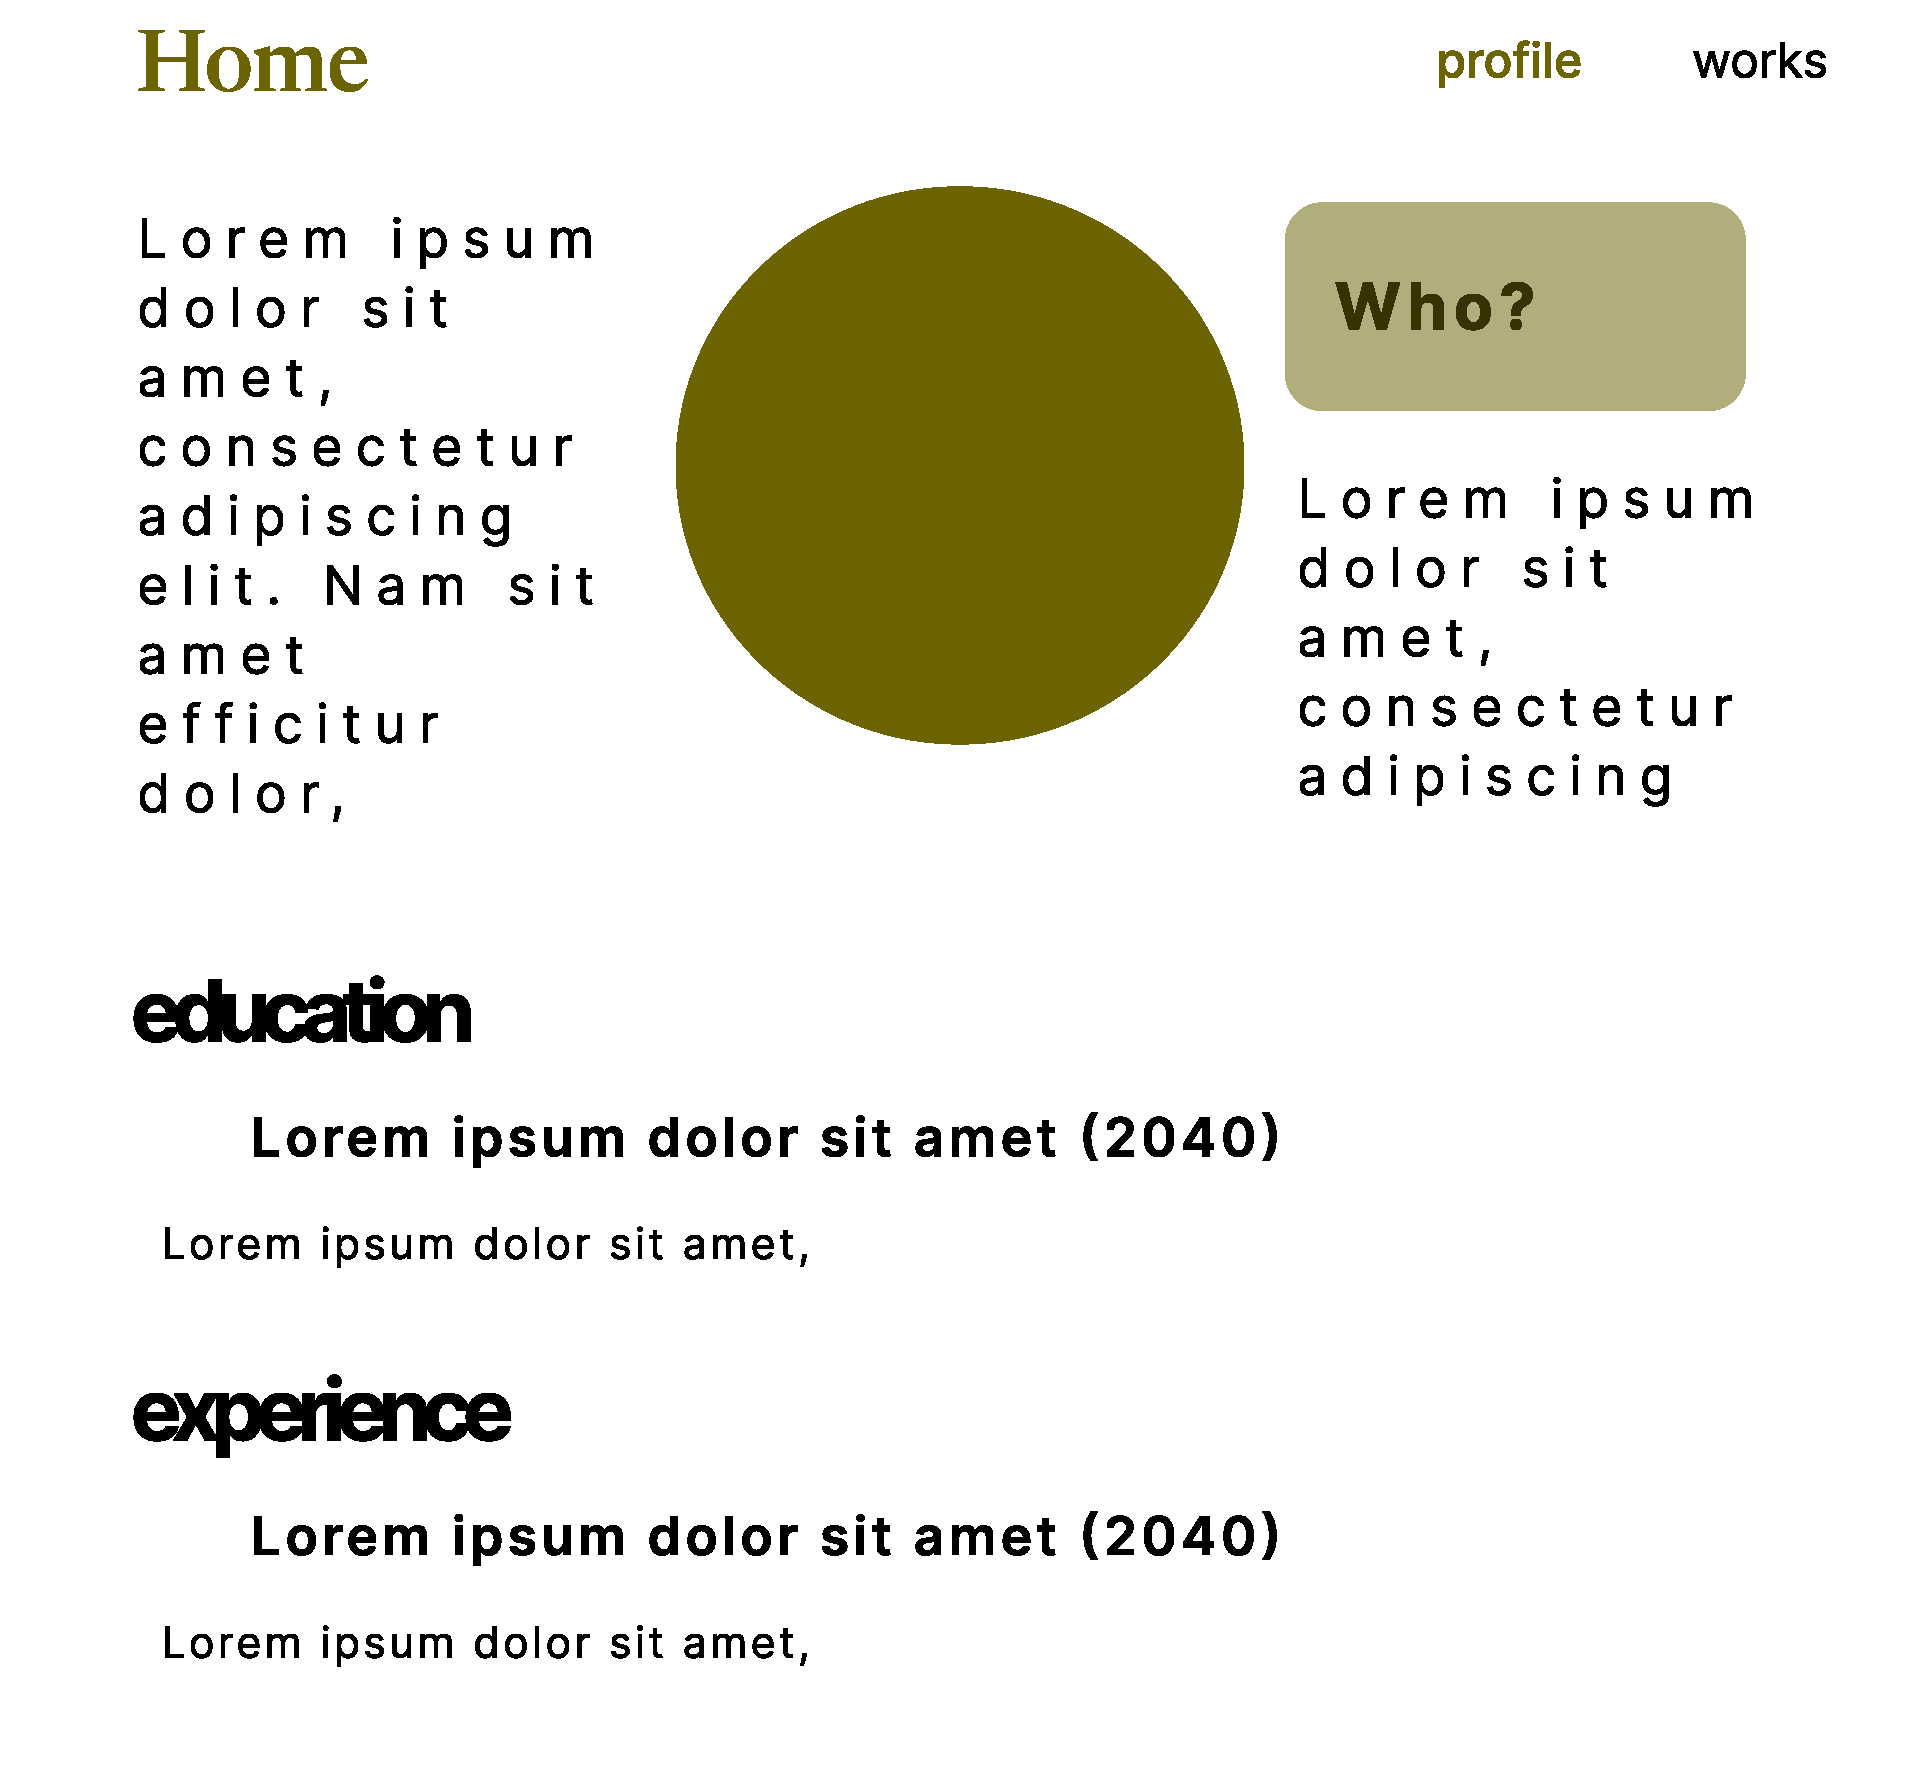 Home
profile
works
Lorem ipsum
dolor sit
amet,
consectetur
adipiscing
elit. Nam sit
amet
efficitur
dolor,
Who?
Lorem ipsum
dolor sit
amet,
consectetur
adipiscing
education
Lorem ipsum dolor sit amet (2040)
Lorem ipsum dolor sit amet,
experience
Lorem ipsum dolor sit amet (2040)
Lorem ipsum dolor sit amet,